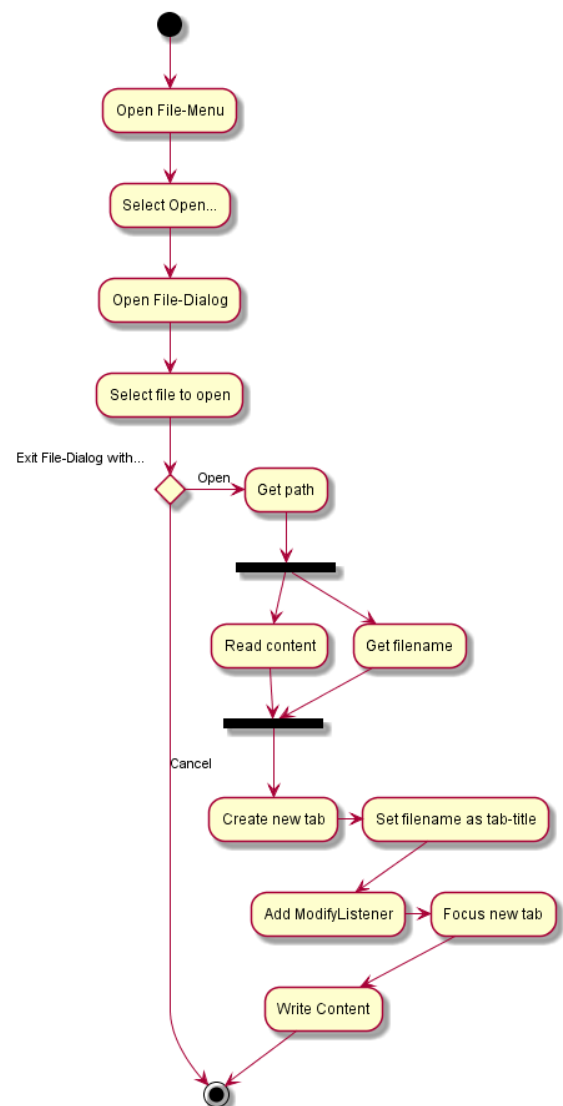 Open File-Menu
Select Open...
Open File-Dialog
Select file to open
Exit File-Dialog with...
Open
Get path
Read content
Get filename
Cancel
Create new tab
Set filename as tab-title
Add ModifyListener
Focus new tab
Write Content